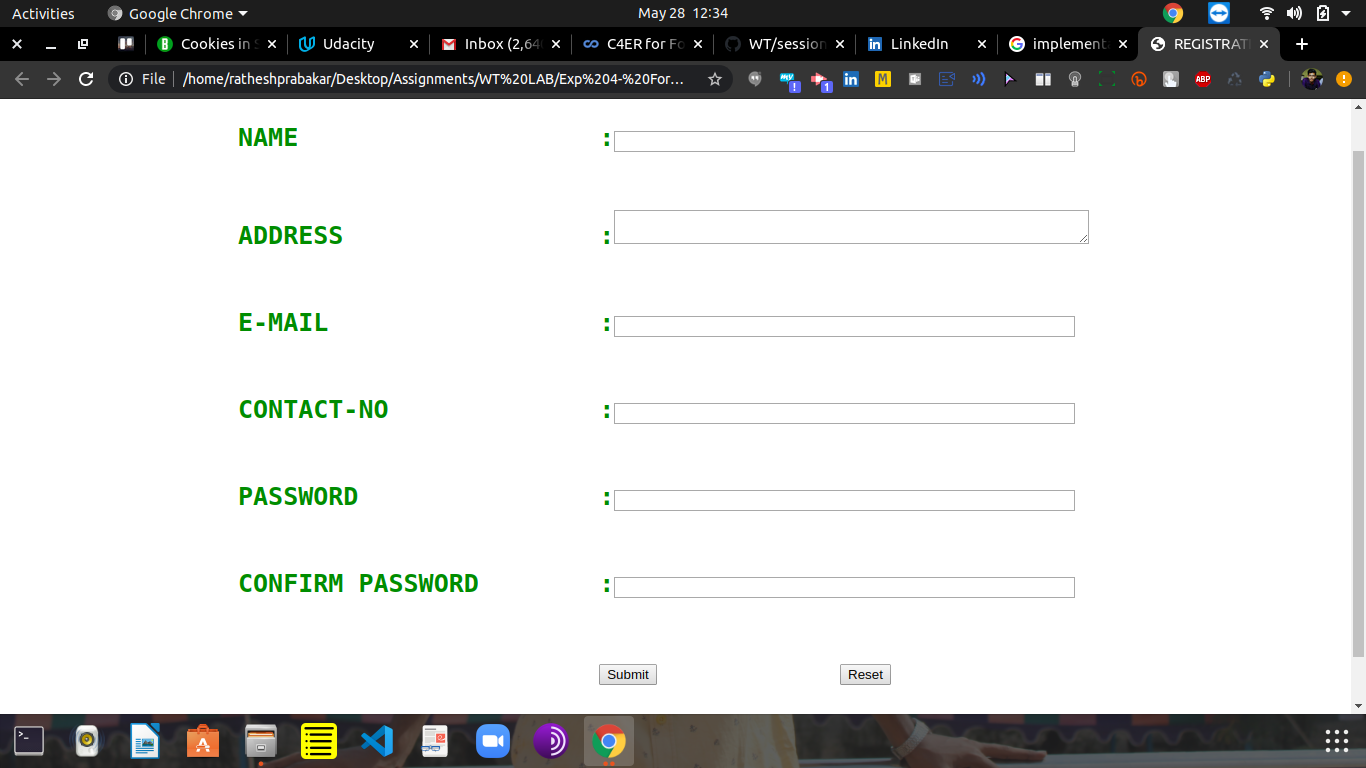 Activities Google Chrome May 28 12:34
Cookies in Udacity Inbox (2,64 C4ER for Fo WT/session LinkedIn implementa REGISTRAT
File /home/ratheshprabakar/Desktop/Assignments/WT%20LAB/Exp%204-%20For...
NAME :
ADDRESS :
E-MAIL :
CONTACT-NO :
PASSWORD :
CONFIRM PASSWORD :
Submit Reset